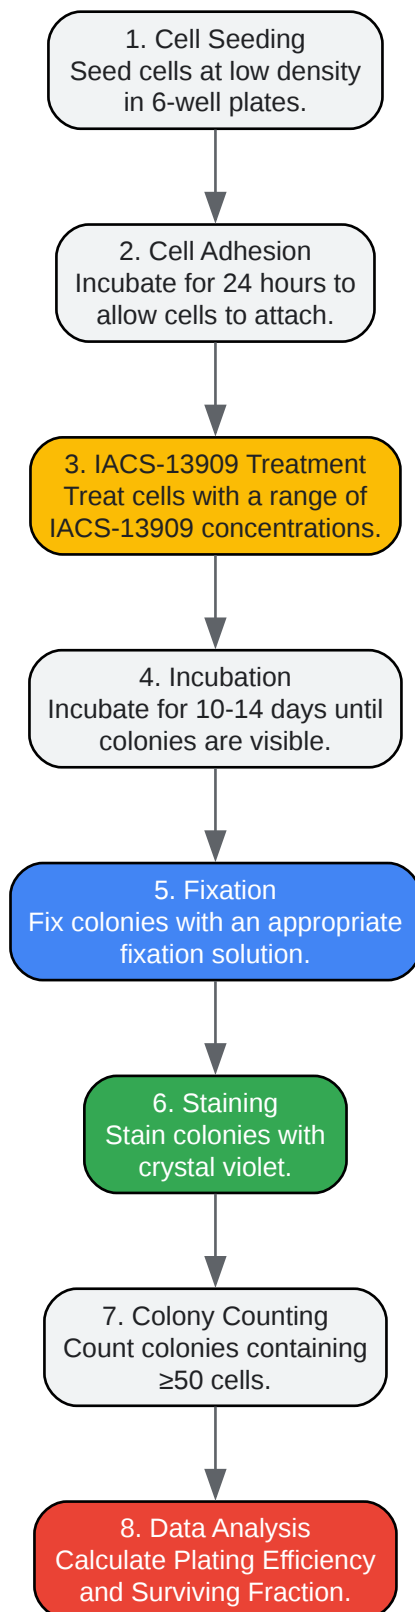 1. Cell Seeding
Seed cells at low density
in 6-well plates.
2. Cell Adhesion
Incubate for 24 hours to
allow cells to attach.
3. IACS-13909 Treatment
Treat cells with a range of
IACS-13909 concentrations.
4. Incubation
Incubate for 10-14 days until
colonies are visible.
5. Fixation
Fix colonies with an appropriate
fixation solution.
6. Staining
Stain colonies with
crystal violet.
7. Colony Counting
Count colonies containing
≥50 cells.
8. Data Analysis
Calculate Plating Efficiency
and Surviving Fraction.